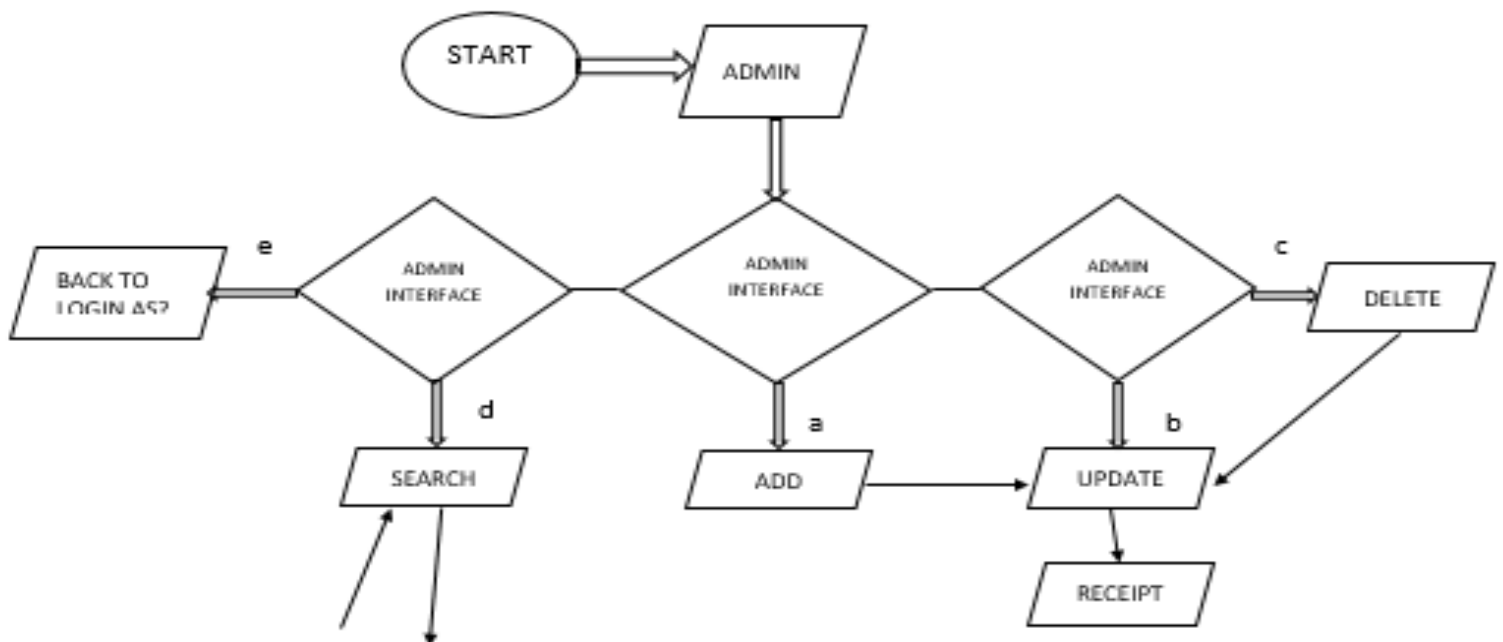 START
ADMIN
ADMIN
INTERFACE
ADMIN
INTERFACE
ADMIN
INTERFACE
e
BACK TO
LOGIN AS?
c
DELETE
d
a
b
SEARCH
ADD
UPDATE
RECEIPT